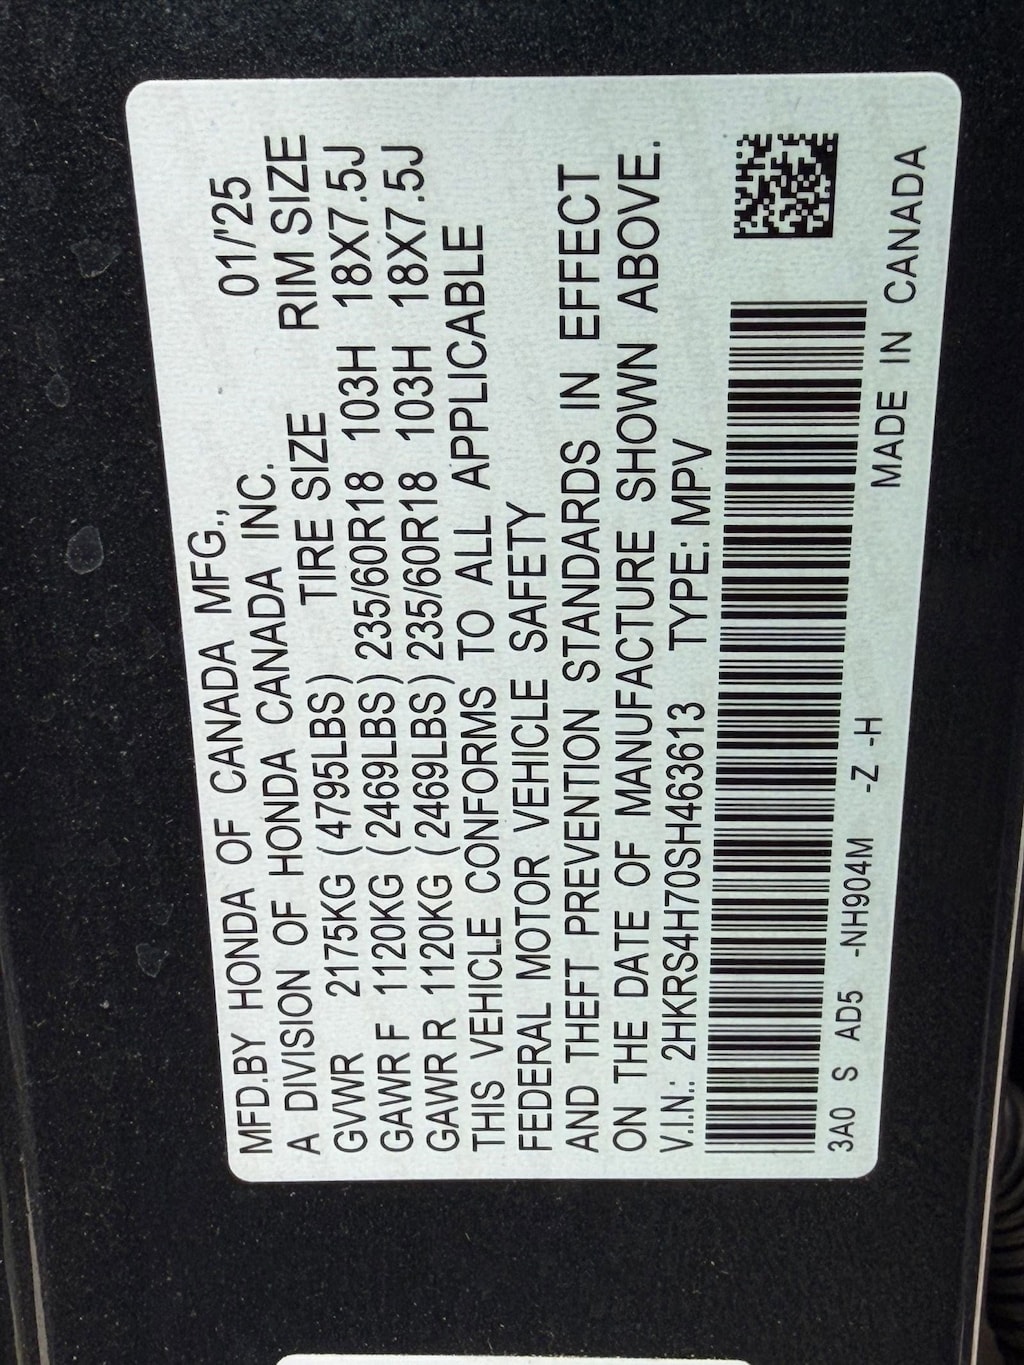 MFD.BY HONDA OF CANADA MFG., 01/'25
A DIVISION OF HONDA CANADA INC.
TIRE SIZE RIM SIZE
GVWR 2175KG (4795LBS)
GAWR F 1120KG (2469LBS) 235/60R18 103H 18X7.5J
GAWR R 1120KG (2469LBS) 235/60R18 103H 18X7.5J
THIS VEHICLE CONFORMS TO ALL APPLICABLE
FEDERAL MOTOR VEHICLE SAFETY
AND THEFT PREVENTION STANDARDS IN EFFECT
ON THE DATE OF MANUFACTURE SHOWN ABOVE.
V.I.N.: 2HKRS4H70SH463613 TYPE: MPV
3A0 S AD5 -NH904M -Z -H MADE IN CANADA